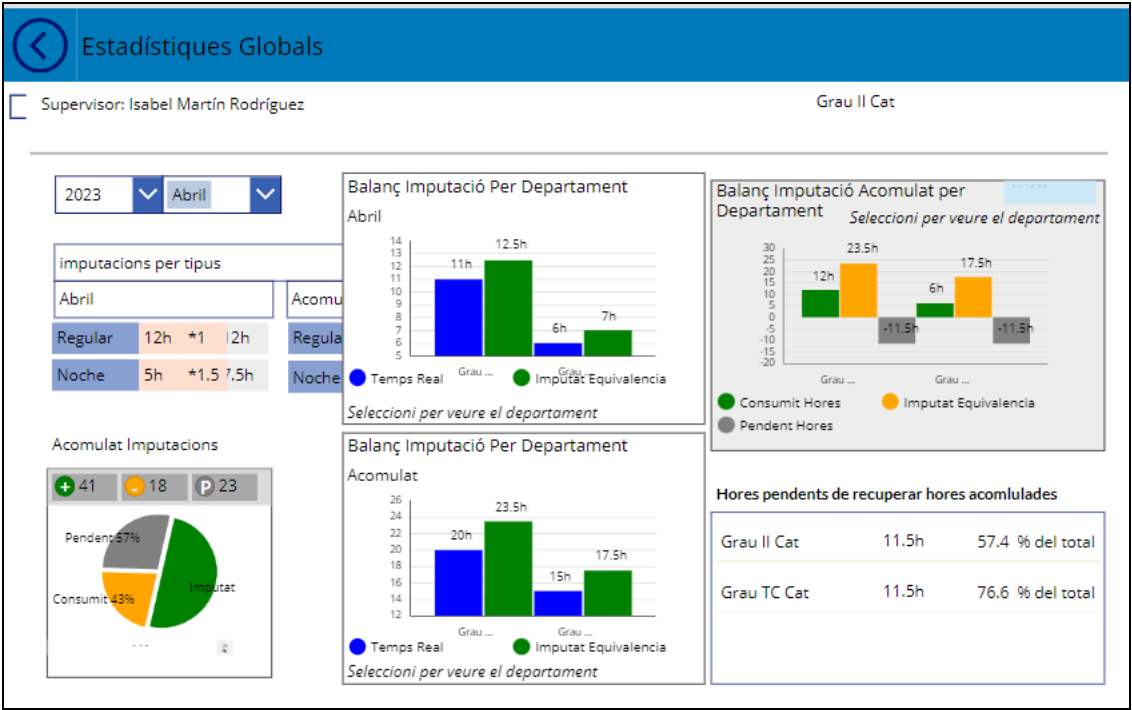 Estadístiques Globals
Supervisor: Isabel Martín Rodríguez
Grau II Cat
2023
Abril
imputacions per tipus
Abril
Acomu
Regular 12h *1 12h
Regula
Noche 5h *1.5 7.5h
Noche
Acomulat Imputacions
+ 41 - 18 P 23
Pendent 57%
Consumit 43%
Imputat
Balanç Imputació Per Departament
Abril
14
13
12
11
10
9
8
7
6
5
11h
12.5h
6h
7h
Grau ...
Grau ...
Temps Real
Imputat Equivalencia
Seleccioni per veure el department
Balanç Imputació Per Departament
Acomulat
26
24
22
20
18
16
14
12
20h
23.5h
15h
17.5h
Grau ...
Grau ...
Temps Real
Imputat Equivalencia
Seleccioni per veure el department
Balanç Imputació Acomulat per
Departament
Seleccioni per veure el department
30
25
20
15
10
5
0
-5
-10
-15
-20
12h
23.5h
-11.5h
6h
17.5h
-11.5h
Grau ...
Grau ...
Consumit Hores
Imputat Equivalencia
Pendent Hores
Hores pendents de recuperar hores acomlulades
Grau II Cat 11.5h 57.4 % del total
Grau TC Cat 11.5h 76.6 % del total